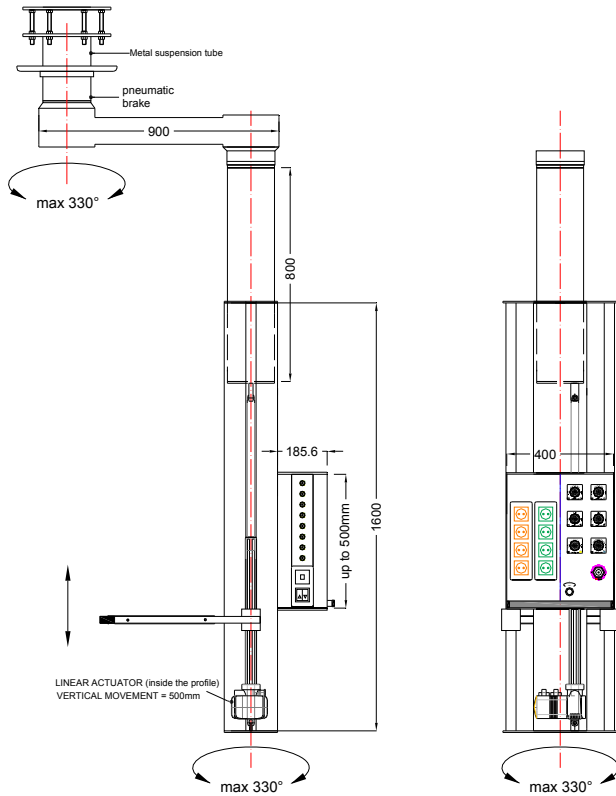 Metal suspension tube
pneumatic
brake
900
max 330°
800
185.6
400
up to 500mm
1600
LINEAR ACTUATOR (inside the profile)
VERTICAL MOVEMENT = 500mm
max 330°
max 330°